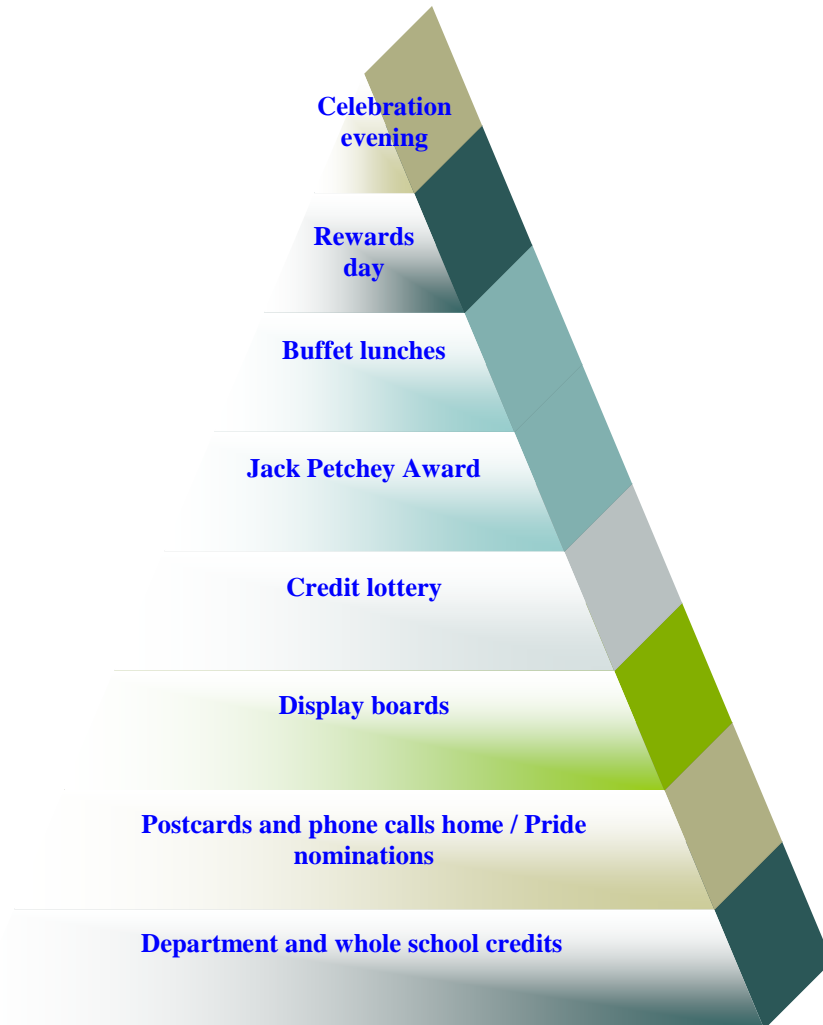 Celebration
evening
Rewards
day
Buffet lunches
Jack Petchey Award
Credit lottery
Display boards
Postcards and phone calls home / Pride
nominations
Department and whole school credits